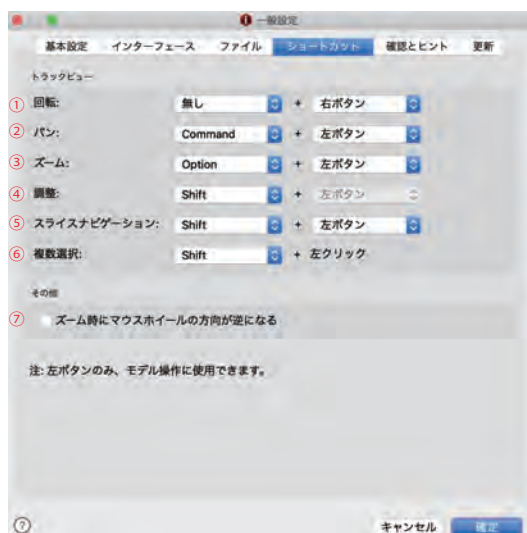 一般設定
基本設定 インターフェース ファイル ショートカット 確認とヒント 更新
トラックビュー
① 回転: 無し + 右ボタン
② パン: Command + 左ボタン
③ ズーム: Option + 左ボタン
④ 調整: Shift + 左ボタン
⑤ スライスナビゲーション: Shift + 左ボタン
⑥ 複数選択: Shift + 左クリック
その他
⑦ ズーム時にマウスホイールの方向が逆になる
注: 左ボタンのみ、モデル操作に使用できます。
? キャンセル 確定